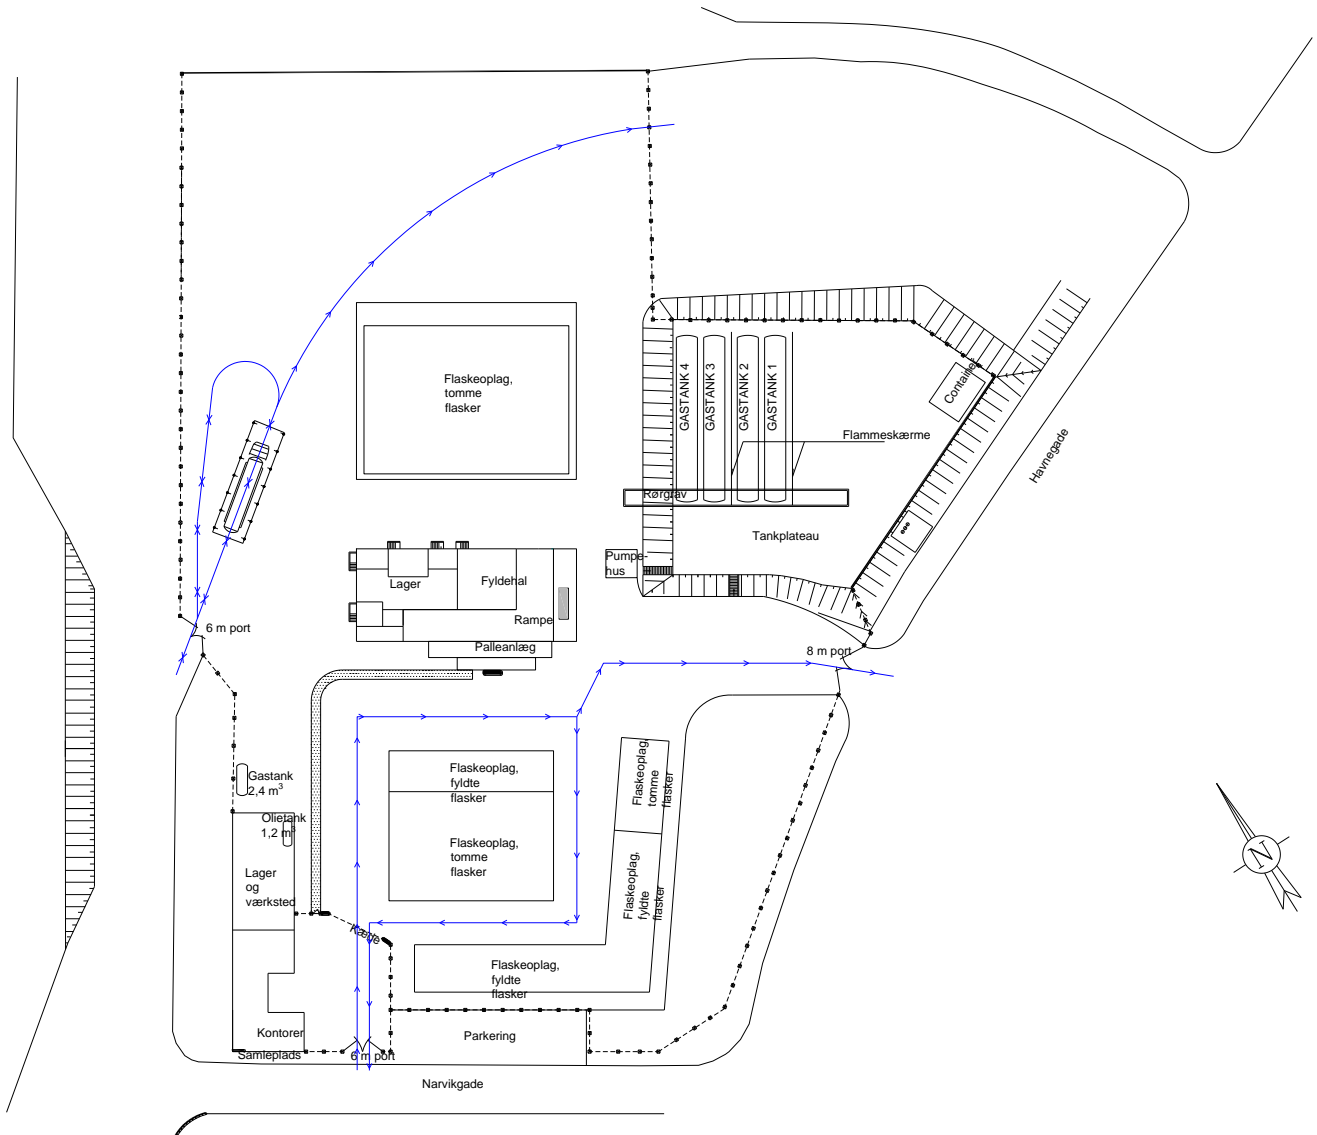 Flaskeoplag,
tomme
flasker
GASTANK 4
GASTANK 3
GASTANK 2
GASTANK 1
Container
Flammeskærme
Havnegade
Rørgrav
Tankplateau
Pumpe-
hus
Lager
Fyldehal
Rampe
Palleanlæg
6 m port
8 m port
Gastank
2,4 m3
Olietank
1,2 m3
Flaskeoplag,
fyldte
flasker
Flaskeoplag,
tomme
flasker
Flaskeoplag,
tomme
flasker
Flaskeoplag,
fyldte
flasker
Lager
og
værksted
Kæde
Flaskeoplag,
fyldte
flasker
Kontorer
Samleplads
6 m port
Parkering
Narvikgade
N